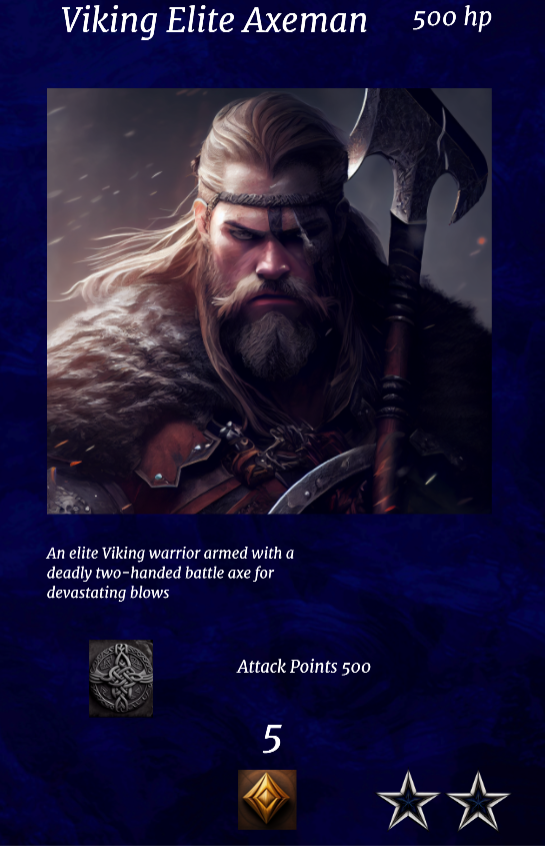 Viking Elite Axeman
500 hp
An elite Viking warrior armed with a
deadly two-handed battle axe for
devastating blows
Attack Points 500
5